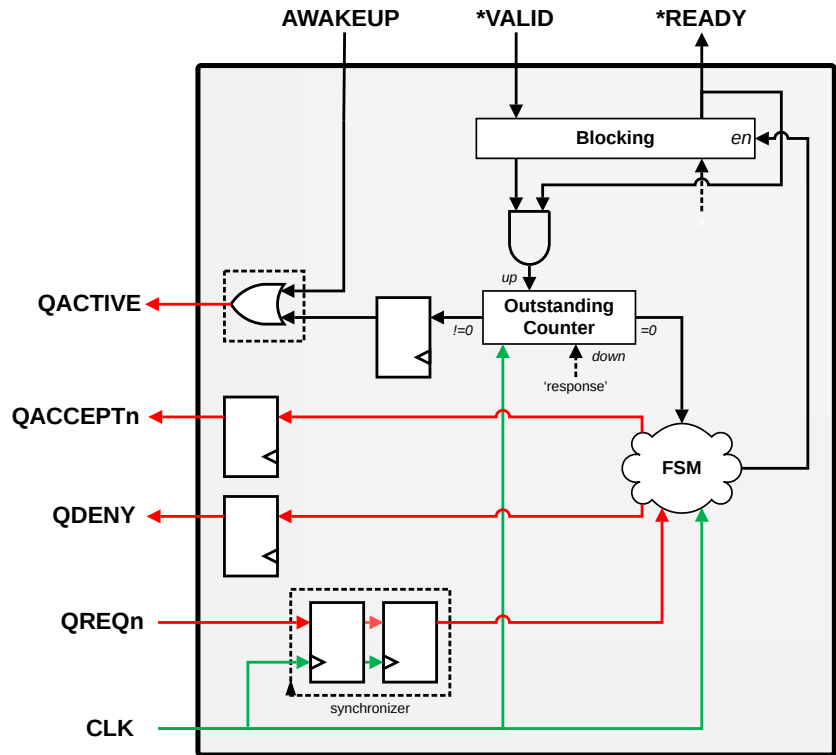 AWAKEUP
*VALID
*READY
Blocking
en
up
QACTIVE
Outstanding
Counter
!=0
=0
down
'response'
QACCEPTn
FSM
QDENY
QREQn
synchronizer
CLK